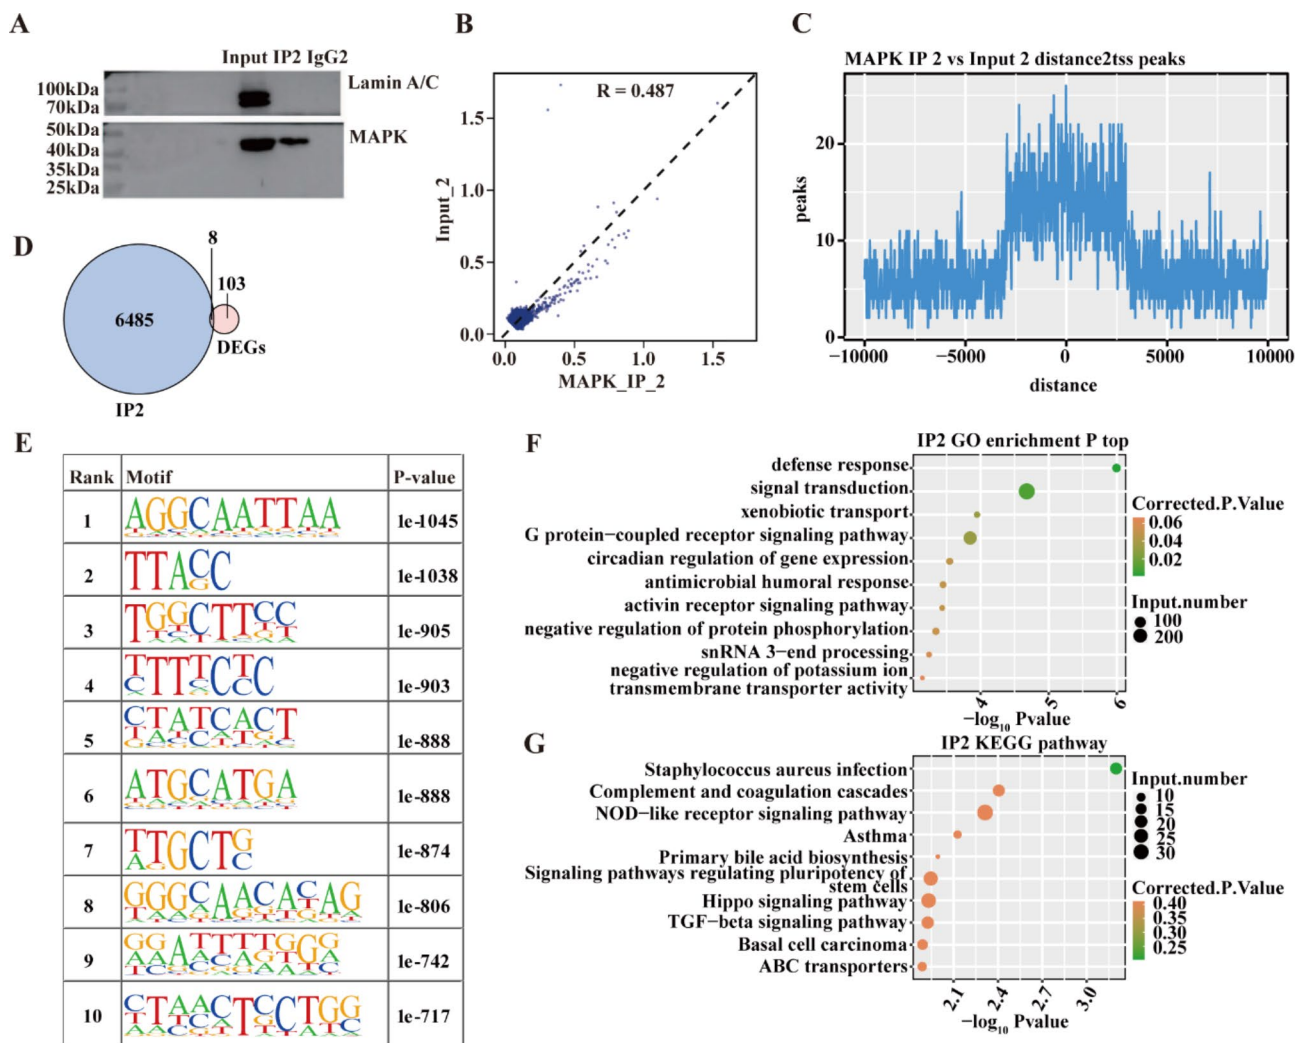 A
Input IP2 IgG2
100kDa
70kDa
Lamin A/C
50kDa
40kDa
35kDa
25kDa
MAPK
B
R = 0.487
1.5
1.0
0.5
0.0
Input_2
0.0 0.5 1.0 1.5
MAPK_IP_2
C
MAPK IP 2 vs Input 2 distance2tss peaks
20
10
0
peaks
−10000 −5000 0 5000 10000
distance
D
8
103
6485
DEGs
IP2
E
Rank Motif P-value
1 AGGCAATTAA 1e-1045
2 TTACC 1e-1038
3 TGGCTTCC 1e-905
4 TTTTCTC 1e-903
5 CTATCACT 1e-888
6 ATGCATGA 1e-888
7 TTGCTG 1e-874
8 GGGCAACACAG 1e-806
9 GGATTTTGGG 1e-742
10 CTAACTCCTGG 1e-717
F
IP2 GO enrichment P top
defense response
signal transduction
xenobiotic transport
G protein−coupled receptor signaling pathway
circadian regulation of gene expression
antimicrobial humoral response
activin receptor signaling pathway
negative regulation of protein phosphorylation
snRNA 3−end processing
negative regulation of potassium ion
transmembrane transporter activity
4 5 6
−log10 Pvalue
Corrected.P.Value
0.06
0.04
0.02
Input.number
100
200
G
IP2 KEGG pathway
Staphylococcus aureus infection
Complement and coagulation cascades
NOD−like receptor signaling pathway
Asthma
Primary bile acid biosynthesis
Signaling pathways regulating pluripotency of
stem cells
Hippo signaling pathway
TGF−beta signaling pathway
Basal cell carcinoma
ABC transporters
2.1 2.4 2.7 3.0
−log10 Pvalue
Input.number
10
15
20
25
30
Corrected.P.Value
0.40
0.35
0.30
0.25